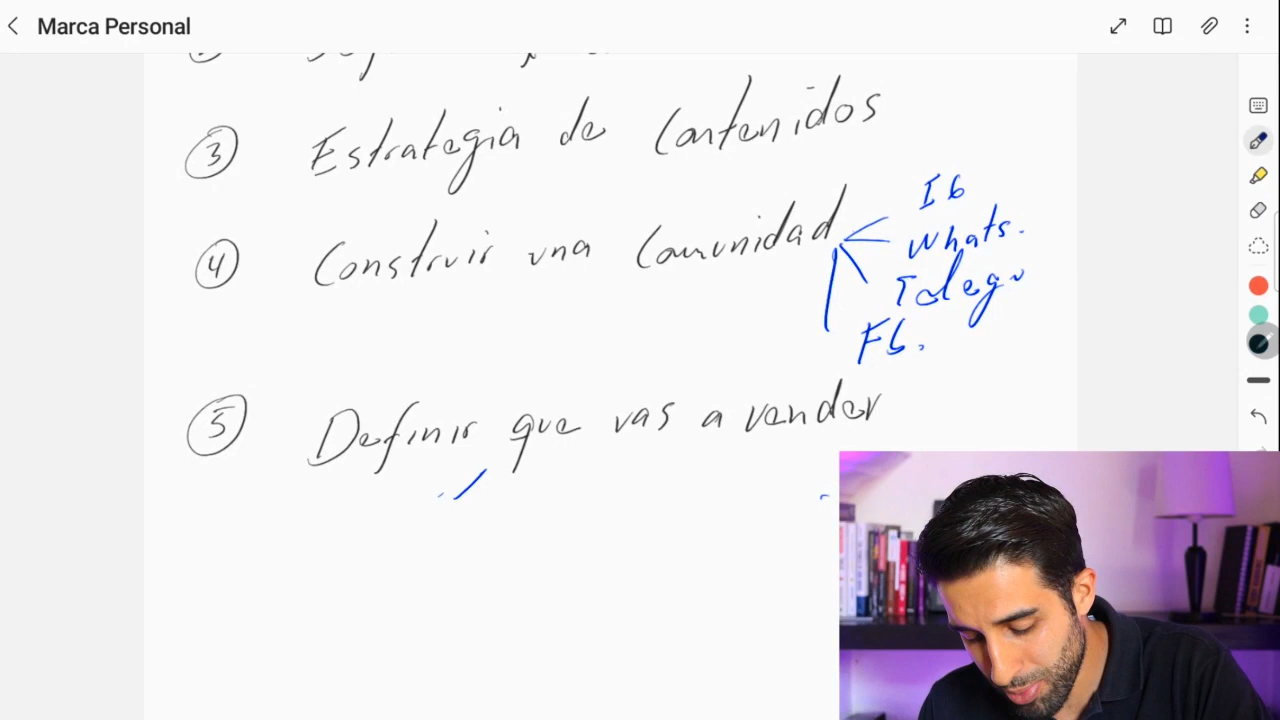 Marca Personal
3 Estrategia de Contenidos
4 Construir una Comunidad
IG
Whats.
Telegr
Fb.
5 Definir que vas a vender